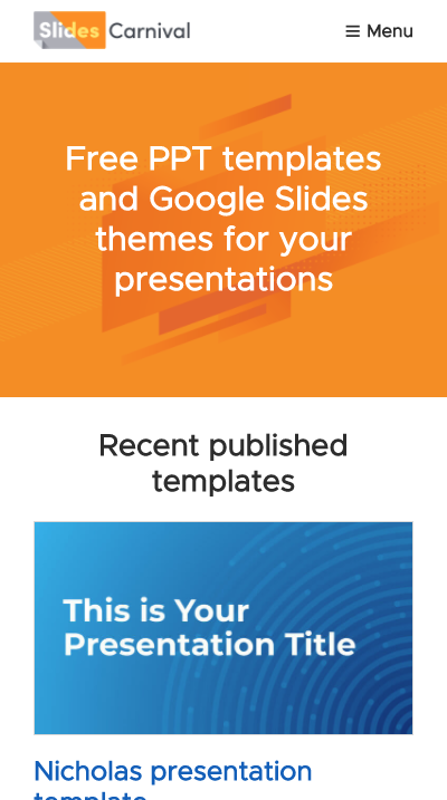 Slides Carnival
☰ Menu
Free PPT templates
and Google Slides
themes for your
presentations
Recent published
templates
This is Your
Presentation Title
Nicholas presentation
template